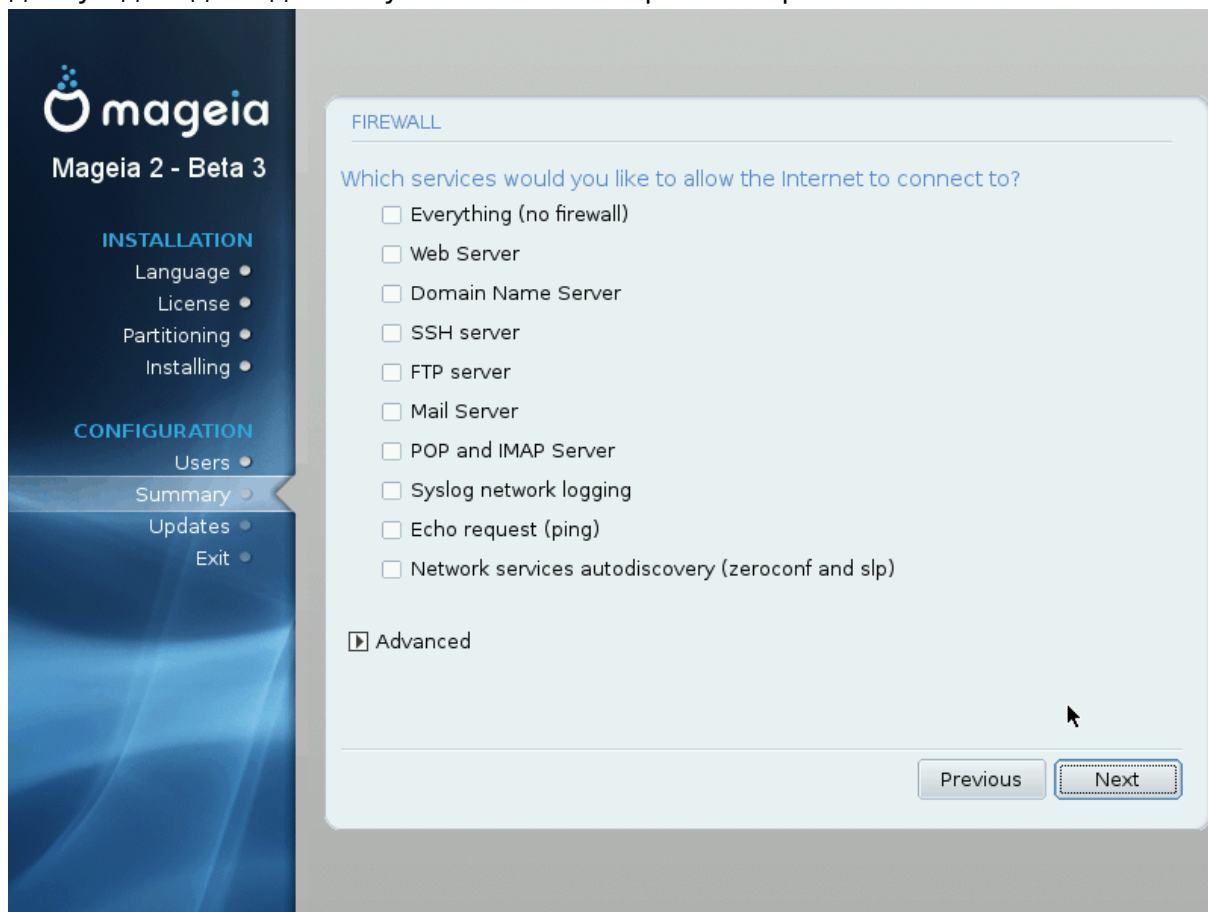 mageia
Mageia 2 - Beta 3
INSTALLATION
Language
License
Partitioning
Installing
CONFIGURATION
Users
Summary
Updates
Exit
FIREWALL
Which services would you like to allow the Internet to connect to?
Everything (no firewall)
Web Server
Domain Name Server
SSH server
FTP server
Mail Server
POP and IMAP Server
Syslog network logging
Echo request (ping)
Network services autodiscovery (zeroconf and slp)
Advanced
Previous
Next